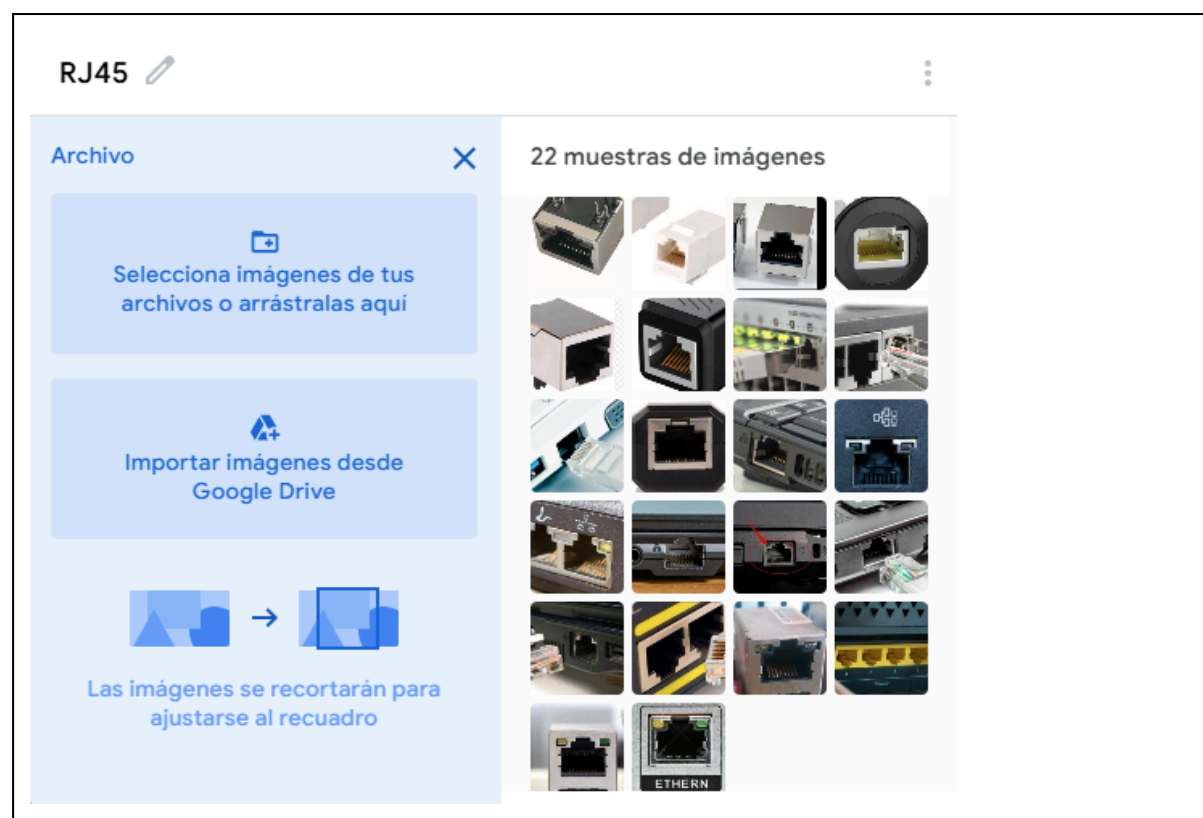 RJ45
Archivo
22 muestras de imágenes
Selecciona imágenes de tus
archivos o arrástralas aquí
Importar imágenes desde
Google Drive
Las imágenes se recortarán para
ajustarse al recuadro
ETHERN